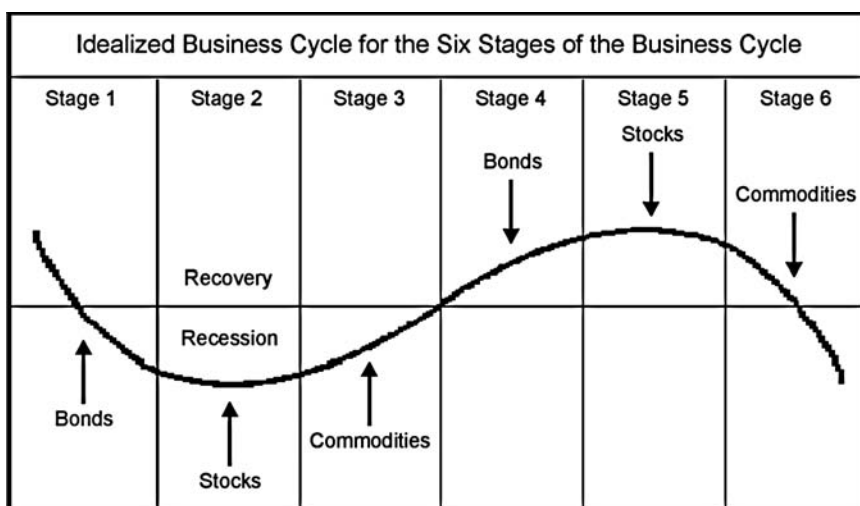 Idealized Business Cycle for the Six Stages of the Business Cycle
Stage 1 Stage 2 Stage 3 Stage 4 Stage 5 Stage 6
Stocks
Bonds
Commodities
Recovery
Recession
Bonds
Commodities
Stocks